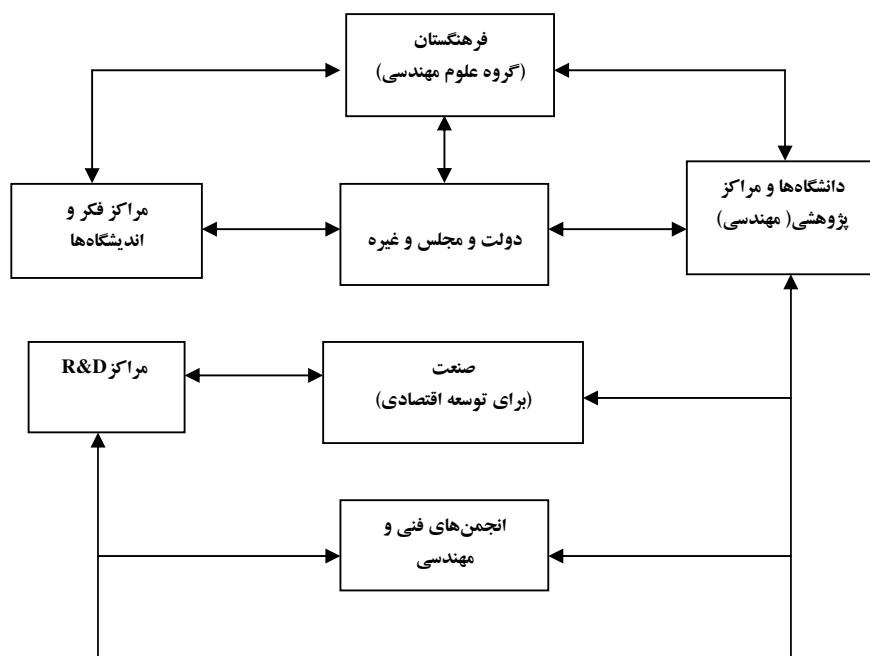 فرهنگستان
(گروه علوم مهندسی)
دانشگاه‌ها و مراکز
پژوهشی( مهندسی)
دولت و مجلس و غیره
مراکز فکر و
اندیشگاه‌ها
صنعت
(برای توسعه اقتصادی)
مراکزR&D
انجمن‌های فنی و
مهندسی